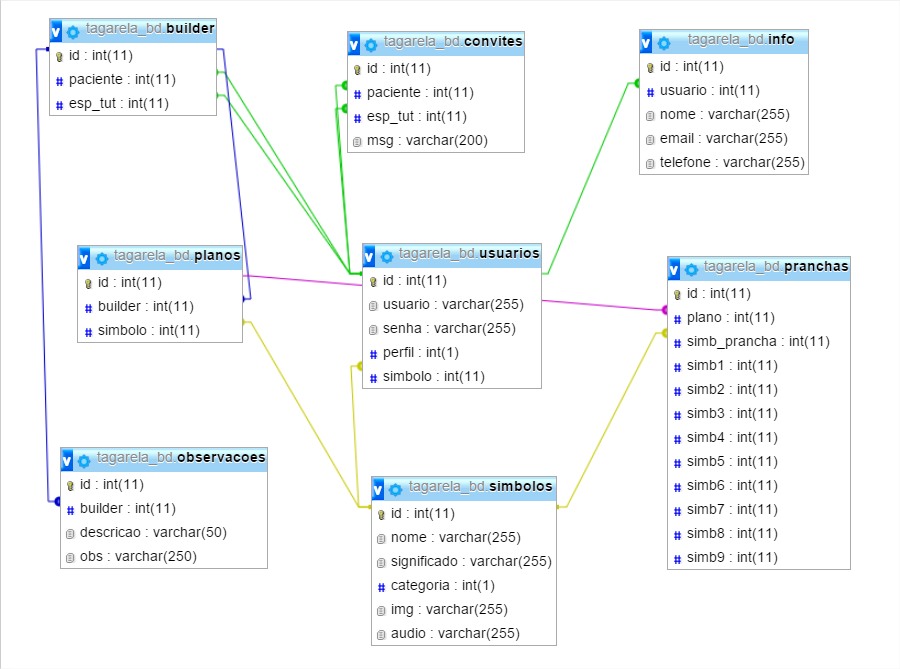 tagarela_bd.builder
id : int(11)
paciente : int(11)
esp_tut : int(11)
tagarela_bd.convites
id : int(11)
paciente : int(11)
esp_tut : int(11)
msg : varchar(200)
tagarela_bd.info
id : int(11)
usuario : int(11)
nome : varchar(255)
email : varchar(255)
telefone : varchar(255)
tagarela_bd.planos
id : int(11)
builder : int(11)
simbolo : int(11)
tagarela_bd.usuarios
id : int(11)
usuario : varchar(255)
senha : varchar(255)
perfil : int(1)
simbolo : int(11)
tagarela_bd.pranchas
id : int(11)
plano : int(11)
simb_prancha : int(11)
simb1 : int(11)
simb2 : int(11)
simb3 : int(11)
simb4 : int(11)
simb5 : int(11)
simb6 : int(11)
simb7 : int(11)
simb8 : int(11)
simb9 : int(11)
tagarela_bd.observacoes
id : int(11)
builder : int(11)
descricao : varchar(50)
obs : varchar(250)
tagarela_bd.simbolos
id : int(11)
nome : varchar(255)
significado : varchar(255)
categoria : int(1)
img : varchar(255)
audio : varchar(255)